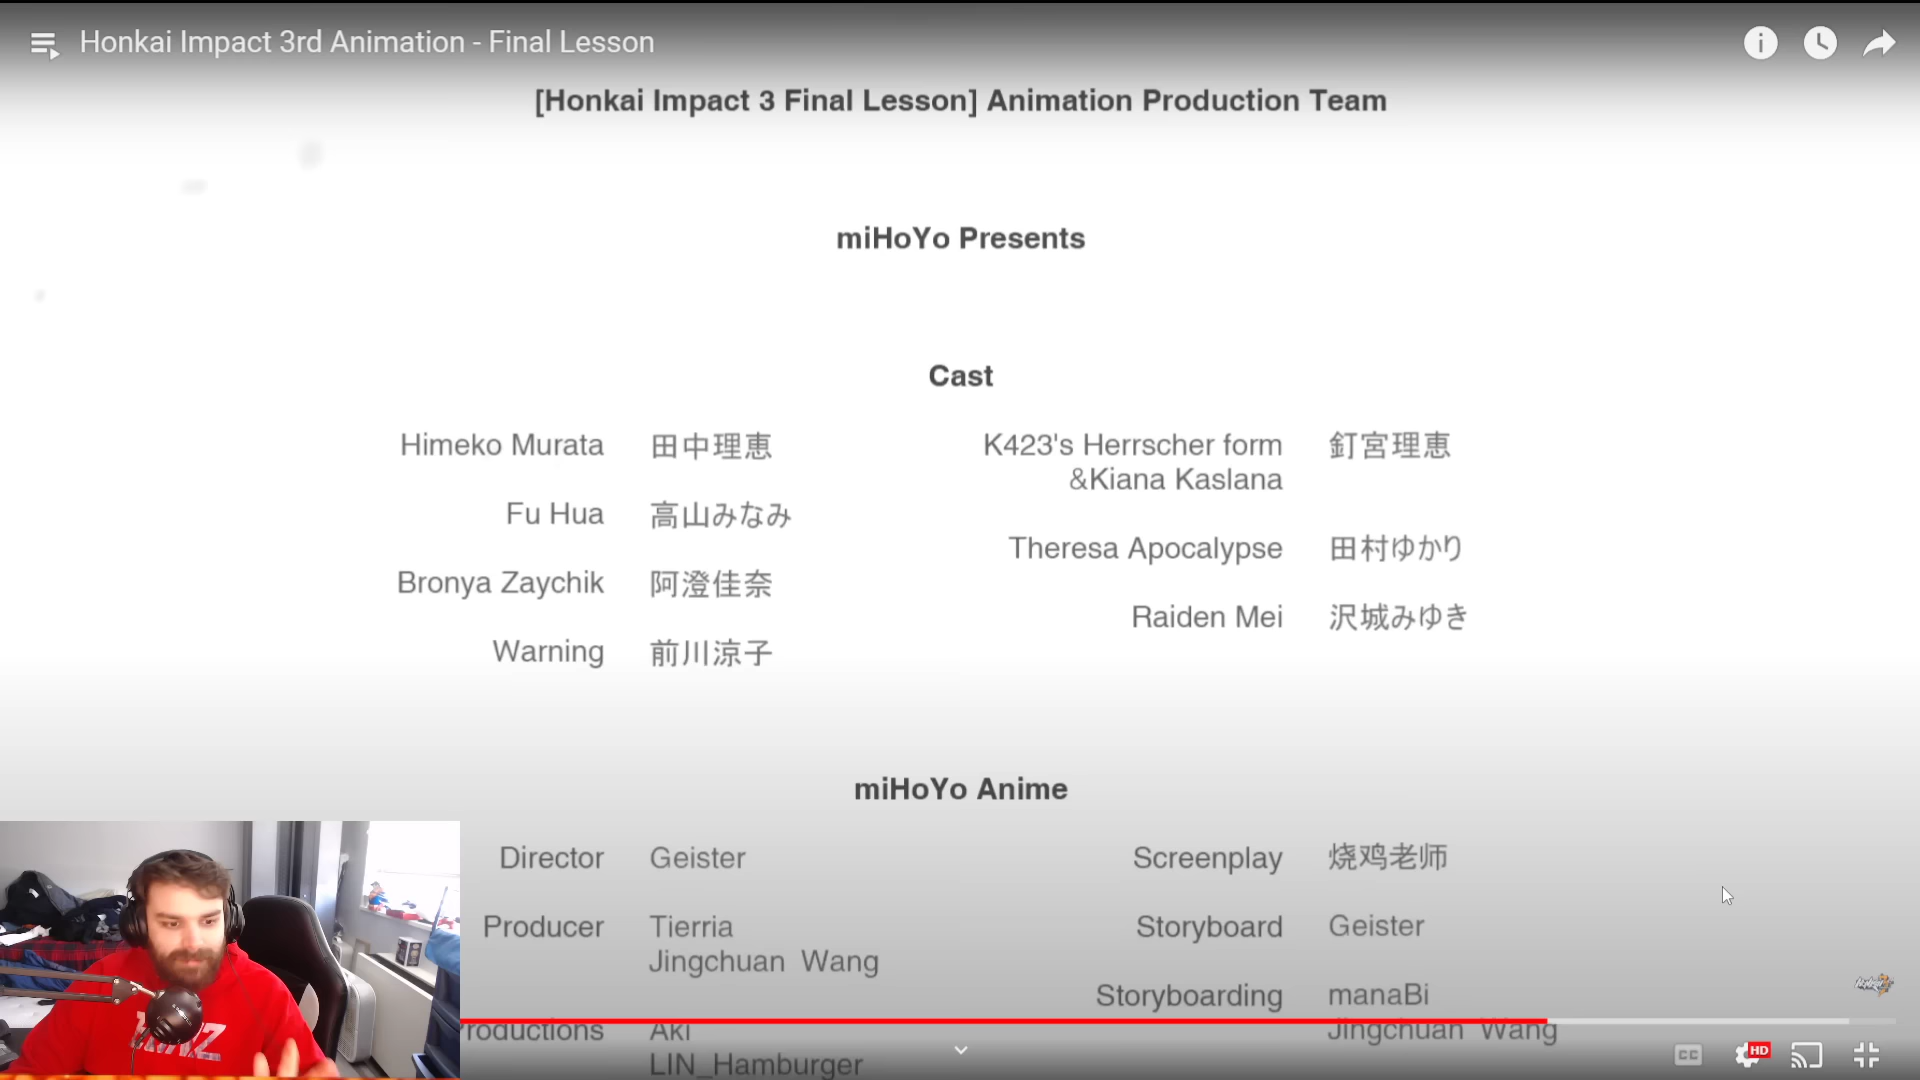 Honkai Impact 3rd Animation - Final Lesson
[Honkai Impact 3 Final Lesson] Animation Production Team
miHoYo Presents
Cast
Himeko Murata 田中理恵
K423's Herrscher form 釘宮理恵
&Kiana Kaslana
Fu Hua 高山みなみ
Theresa Apocalypse 田村ゆかり
Bronya Zaychik 阿澄佳奈
Raiden Mei 沢城みゆき
Warning 前川涼子
miHoYo Anime
Director Geister
Screenplay 烧鸡老师
Producer Tierria
Jingchuan Wang
Storyboard Geister
Storyboarding manaBi
Jingchuan Wang
roductions Aki
LIN_Hamburger
CC
HD